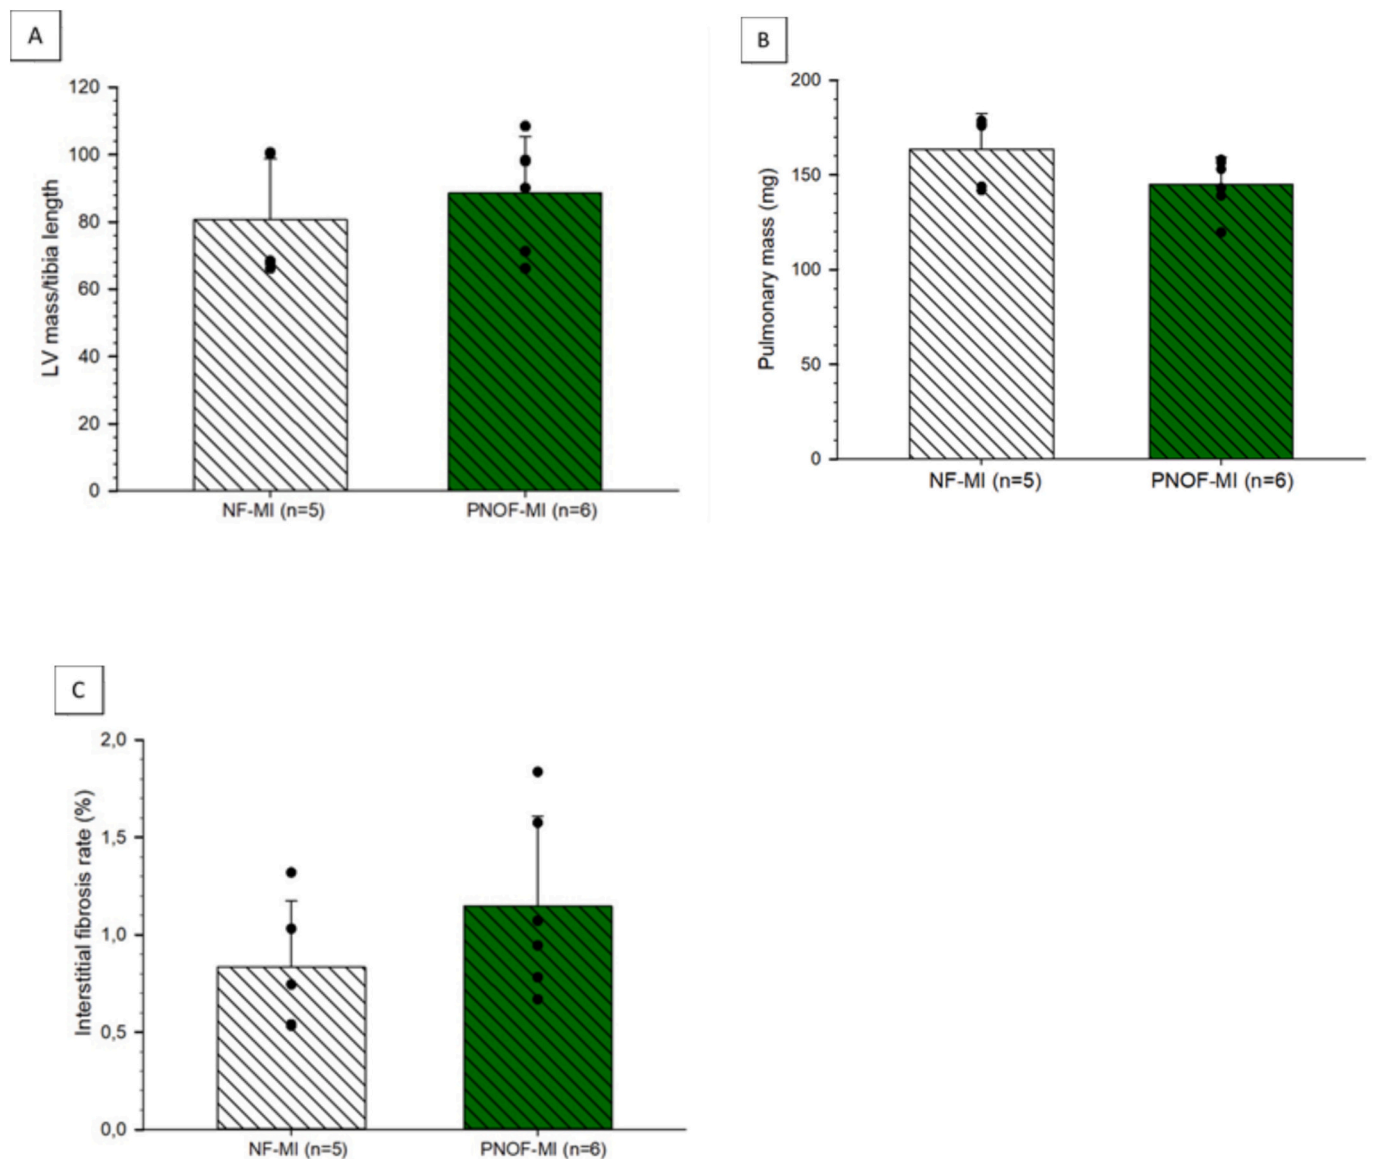 A
120
100
80
60
40
20
0
LV mass/tibia length
NF-MI (n=5)
PNOF-MI (n=6)
B
200
150
100
50
0
Pulmonary mass (mg)
NF-MI (n=5)
PNOF-MI (n=6)
C
2,0
1,5
1,0
0,5
0,0
Interstitial fibrosis rate (%)
NF-MI (n=5)
PNOF-MI (n=6)